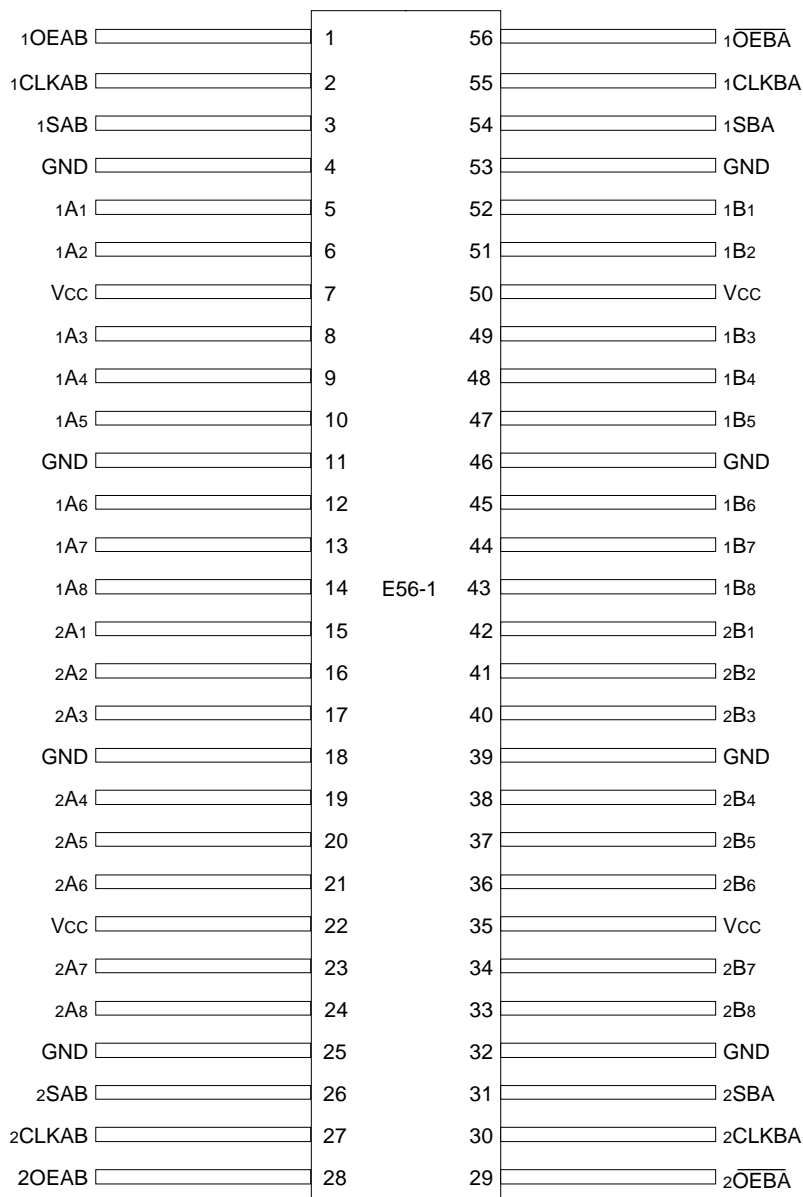 1OEAB 1 56 1O̅E̅B̅A̅
1CLKAB 2 55 1CLKBA
1SAB 3 54 1SBA
GND 4 53 GND
1A1 5 52 1B1
1A2 6 51 1B2
VCC 7 50 VCC
1A3 8 49 1B3
1A4 9 48 1B4
1A5 10 47 1B5
GND 11 46 GND
1A6 12 45 1B6
1A7 13 44 1B7
1A8 14 E56-1 43 1B8
2A1 15 42 2B1
2A2 16 41 2B2
2A3 17 40 2B3
GND 18 39 GND
2A4 19 38 2B4
2A5 20 37 2B5
2A6 21 36 2B6
VCC 22 35 VCC
2A7 23 34 2B7
2A8 24 33 2B8
GND 25 32 GND
2SAB 26 31 2SBA
2CLKAB 27 30 2CLKBA
2OEAB 28 29 2O̅E̅B̅A̅